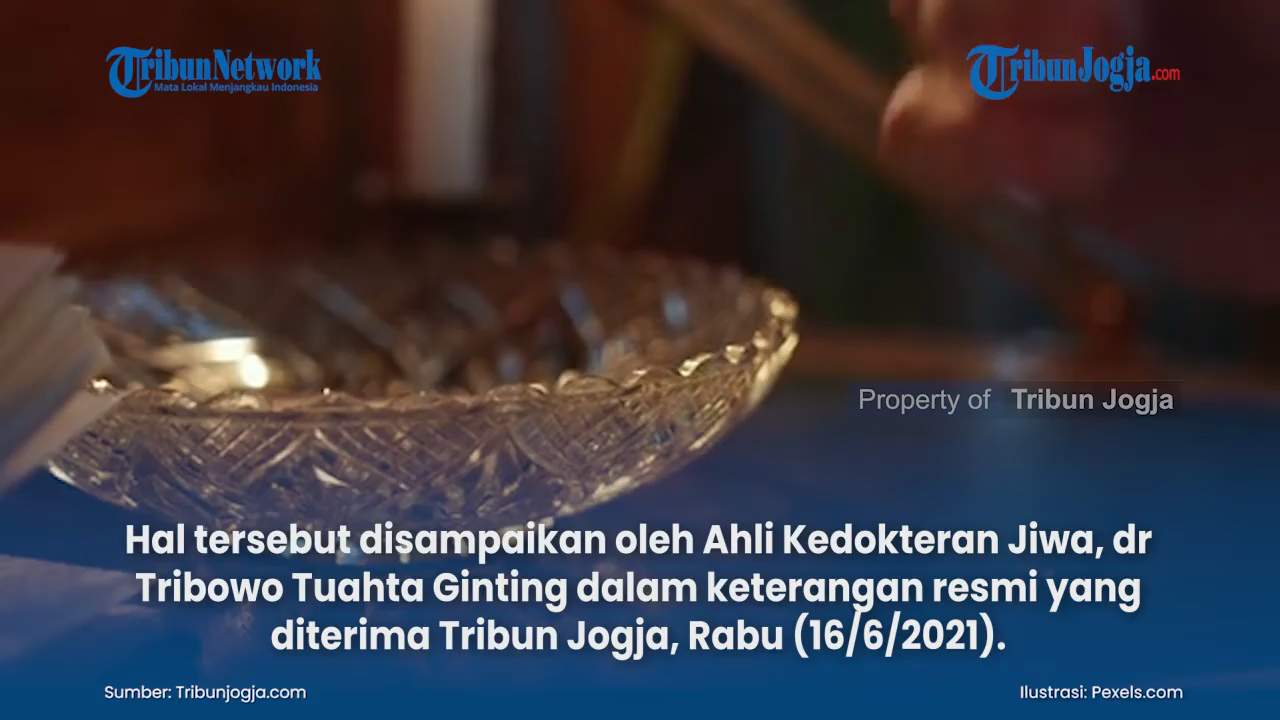 TribunNetwork
Mata Lokal Menjangkau Indonesia
TribunJogja.com
Property of Tribun Jogja
Hal tersebut disampaikan oleh Ahli Kedokteran Jiwa, dr
Tribowo Tuahta Ginting dalam keterangan resmi yang
diterima Tribun Jogja, Rabu (16/6/2021).
Sumber: Tribunjogja.com
Ilustrasi: Pexels.com